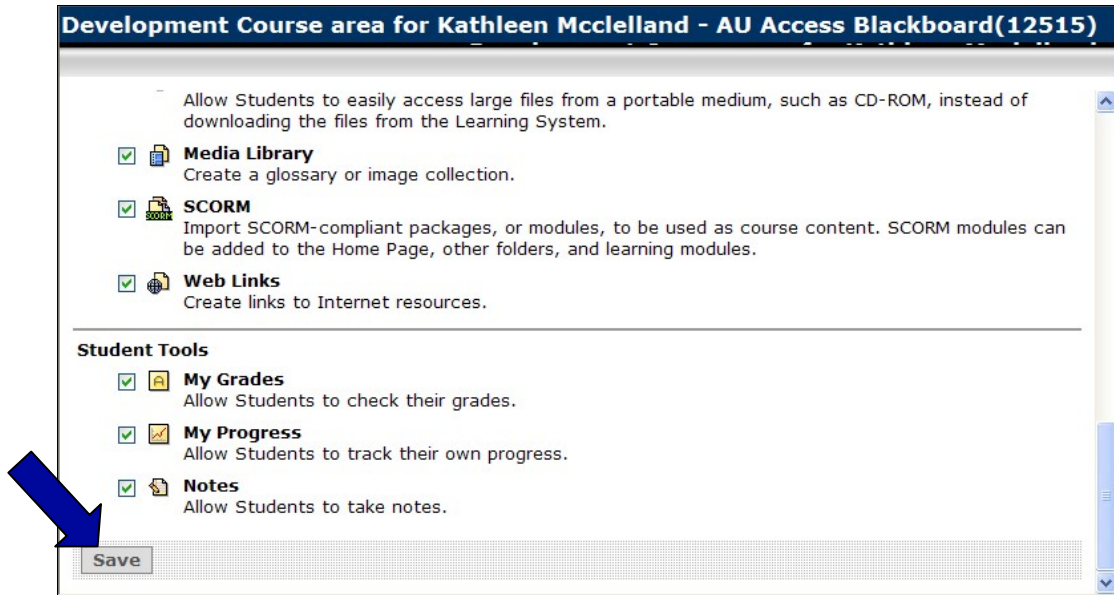 Development Course area for Kathleen Mcclelland - AU Access Blackboard(12515)
Allow Students to easily access large files from a portable medium, such as CD-ROM, instead of
downloading the files from the Learning System.
Media Library
Create a glossary or image collection.
SCORM
SCORM
Import SCORM-compliant packages, or modules, to be used as course content. SCORM modules can
be added to the Home Page, other folders, and learning modules.
Web Links
Create links to Internet resources.
Student Tools
A
My Grades
Allow Students to check their grades.
My Progress
Allow Students to track their own progress.
Notes
Allow Students to take notes.
Save